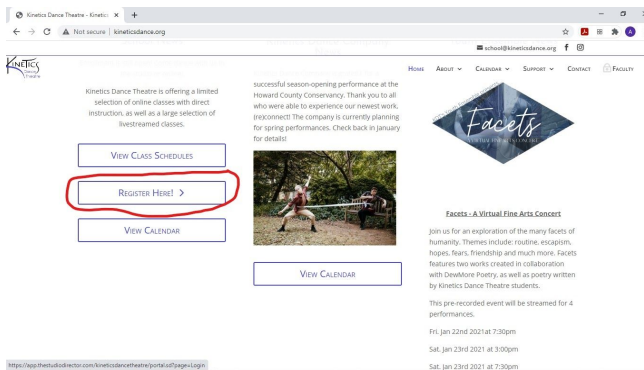 Kinetics Dance Theatre - Kinetics
Not secure | kineticsdance.org
school@kineticsdance.org
KINETICS
Dance
Theatre
HOME ABOUT CALENDAR SUPPORT CONTACT FACULTY
Kinetics Dance Theatre is offering a limited
selection of online classes with direct
instruction, as well as a large selection of
livestreamed classes.
VIEW CLASS SCHEDULES
REGISTER HERE! >
VIEW CALENDAR
successful season-opening performance at the
Howard County Conservancy. Thank you to all
who were able to experience our newest work,
(re)connect! The company is currently planning
for spring performances. Check back in January
for details!
VIEW CALENDAR
Facets
A VIRTUAL FINE ARTS CONCERT
Facets - A Virtual Fine Arts Concert
Join us for an exploration of the many facets of
humanity. Themes include: routine, escapism,
hopes, fears, friendship and much more. Facets
features two works created in collaboration
with DewMore Poetry, as well as poetry written
by Kinetics Dance Theatre students.
This pre-recorded event will be streamed for 4
performances.
Fri. Jan 22nd 2021at 7:30pm
Sat. Jan 23rd 2021 at 3:00pm
Sat. Jan 23rd 2021 at 7:30pm
https://app.thestudiodirector.com/kineticsdancetheatre/portal.sd?page=Login